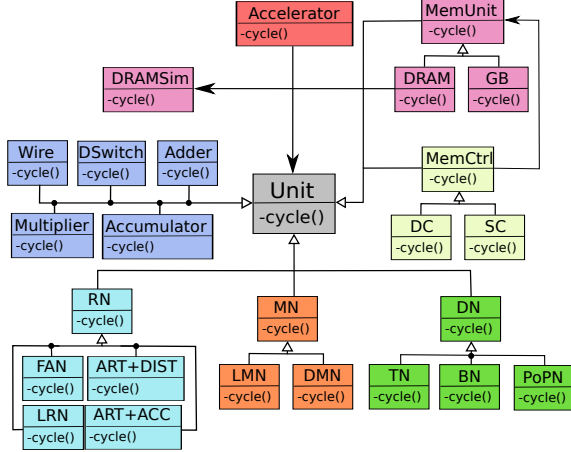 Accelerator
-cycle()
MemUnit
-cycle()
DRAMSim
-cycle()
DRAM
-cycle()
GB
-cycle()
Wire
-cycle()
DSwitch
-cycle()
Adder
-cycle()
Multiplier
-cycle()
Accumulator
-cycle()
Unit
-cycle()
MemCtrl
-cycle()
DC
-cycle()
SC
-cycle()
RN
-cycle()
MN
-cycle()
DN
-cycle()
FAN
-cycle()
ART+DIST
-cycle()
LRN
-cycle()
ART+ACC
-cycle()
LMN
-cycle()
DMN
-cycle()
TN
-cycle()
BN
-cycle()
PoPN
-cycle()